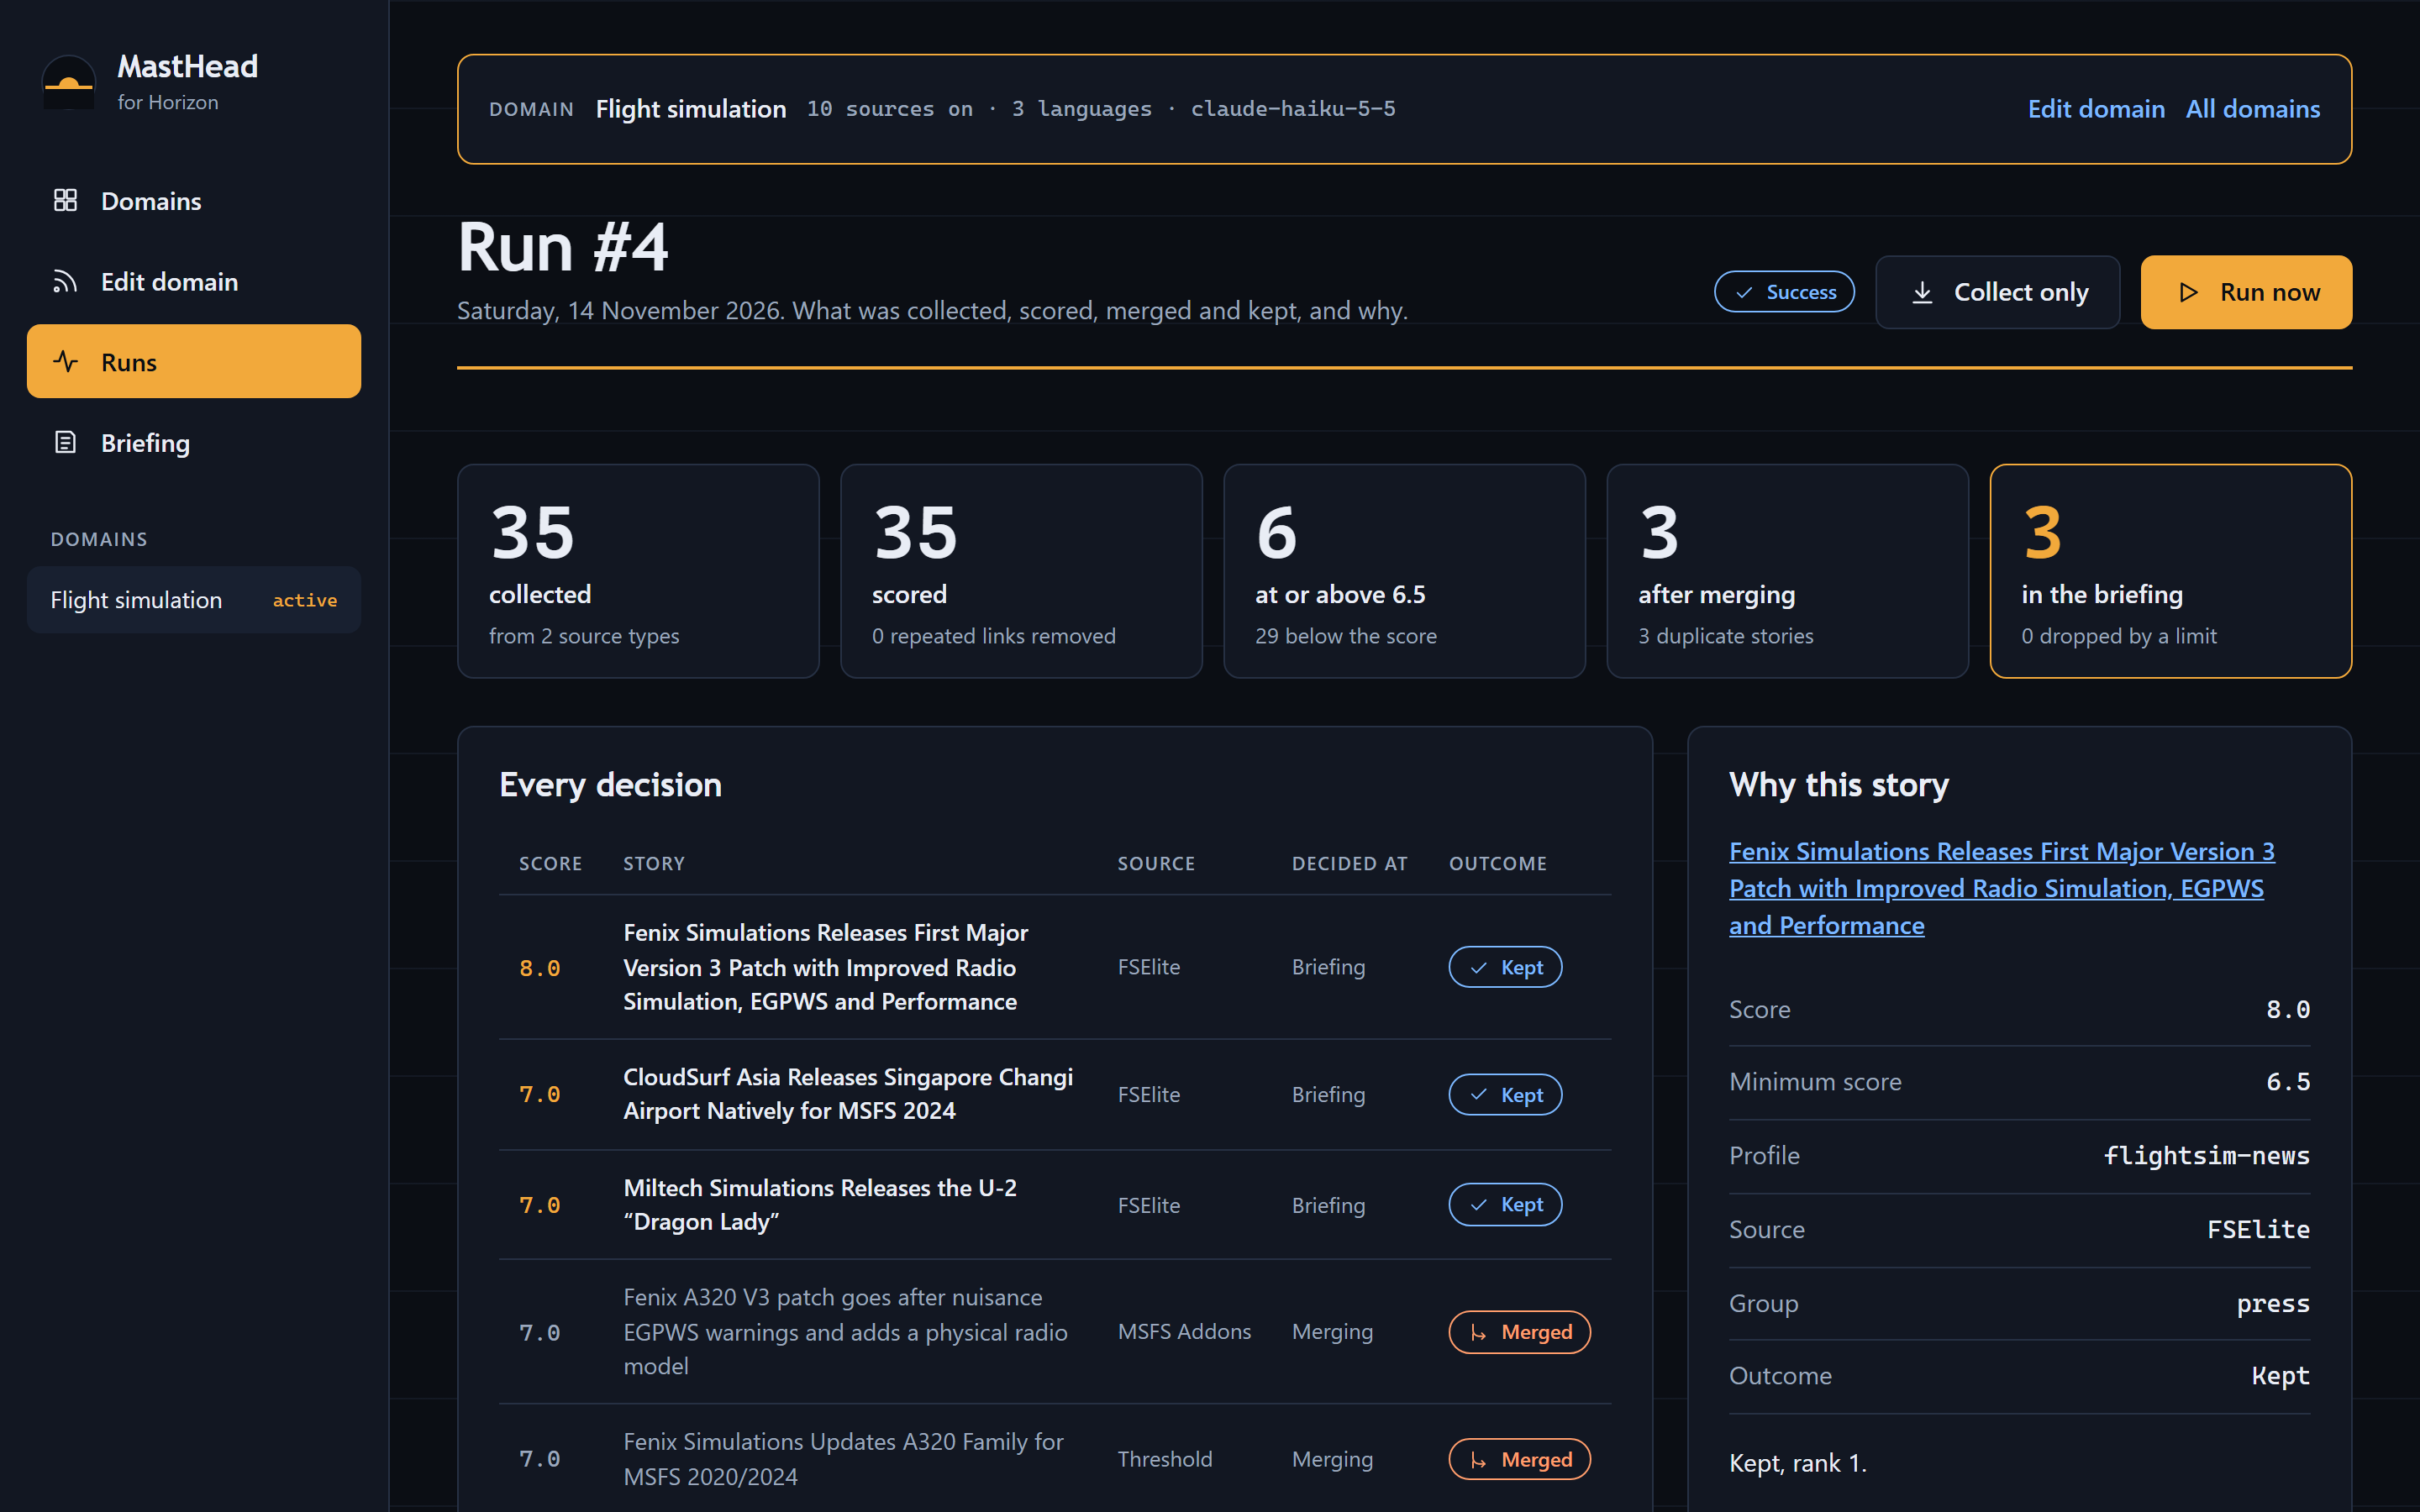 MastHead
for Horizon
Domains
Edit domain
Runs
Briefing
DOMAINS
Flight simulation active
DOMAIN Flight simulation 10 sources on · 3 languages · claude-haiku-5-5
Edit domain All domains
Run #4
Saturday, 14 November 2026. What was collected, scored, merged and kept, and why.
Success
Collect only
Run now
35
collected
from 2 source types
35
scored
0 repeated links removed
6
at or above 6.5
29 below the score
3
after merging
3 duplicate stories
3
in the briefing
0 dropped by a limit
Every decision
SCORE STORY SOURCE DECIDED AT OUTCOME
Fenix Simulations Releases First Major
8.0 Version 3 Patch with Improved Radio FSElite Briefing Kept
Simulation, EGPWS and Performance
CloudSurf Asia Releases Singapore Changi
7.0 FSElite Briefing Kept
Airport Natively for MSFS 2024
Miltech Simulations Releases the U-2
7.0 FSElite Briefing Kept
“Dragon Lady”
Fenix A320 V3 patch goes after nuisance
7.0 EGPWS warnings and adds a physical radio MSFS Addons Merging Merged
model
Fenix Simulations Updates A320 Family for
7.0 Threshold Merging Merged
MSFS 2020/2024
Why this story
Fenix Simulations Releases First Major Version 3
Patch with Improved Radio Simulation, EGPWS
and Performance
Score 8.0
Minimum score 6.5
Profile flightsim-news
Source FSElite
Group press
Outcome Kept
Kept, rank 1.